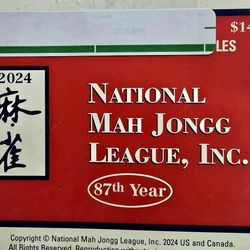 $14
LES
2024
麻
雀
NATIONAL
MAH JONGG
LEAGUE, INC.
87th Year
Copyright © National Mah Jongg League, Inc. 2024 US and Canada.
All Rights Reserved. Reproduction without